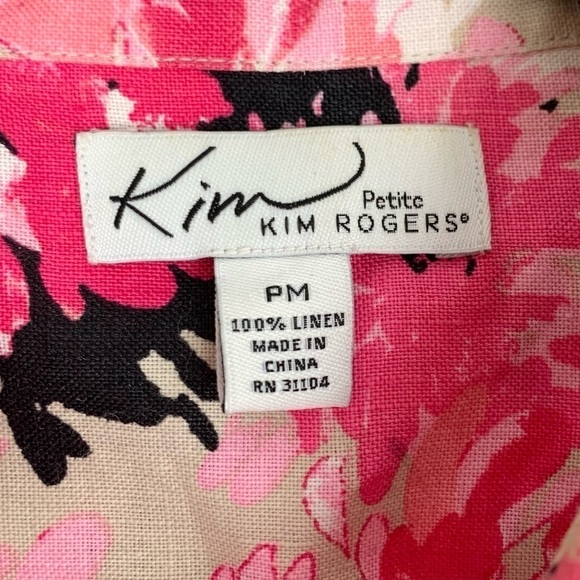 Kim
Petite
KIM ROGERS®
PM
100% LINEN
MADE IN
CHINA
RN 31104